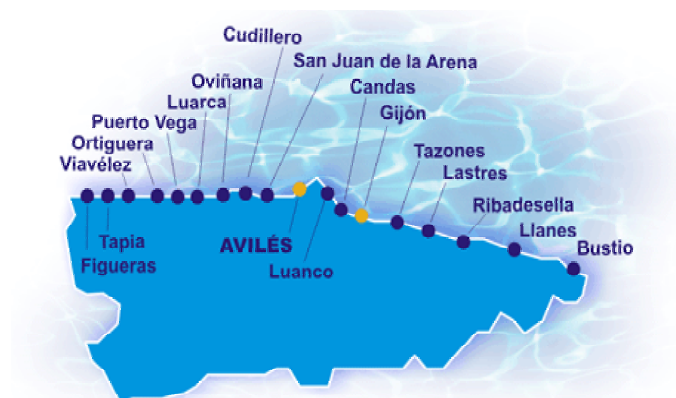 Cudillero
San Juan de la Arena
Oviñana
Candas
Luarca
Gijón
Puerto Vega
Ortiguera
Tazones
Viavélez
Lastres
Ribadesella
Llanes
Tapia
AVILÉS
Bustio
Figueras
Luanco